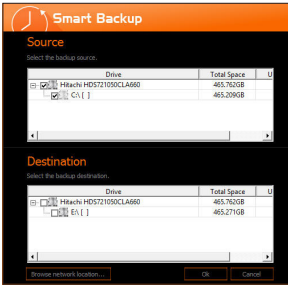 Smart Backup
Source
Select the backup source.
Drive Total Space U
Hitachi HDS721050CLA660 465.762GB
C:\ [ ] 465.209GB
Destination
Select the backup destination.
Drive Total Space U
Hitachi HDS721050CLA660 465.762GB
E:\ [ ] 465.271GB
Browse network location... Ok Cancel